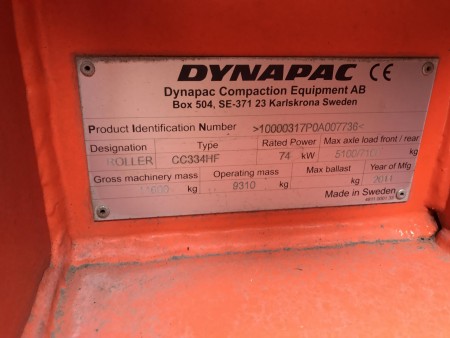 DYNAPAC CE
Dynapac Compaction Equipment AB
Box 504, SE-371 23 Karlskrona Sweden
Product Identification Number >10000317P0A007736<
Designation Type Rated Power Max axle load front / rear
ROLLER CC334HF 74 kW kg
Gross machinery mass Operating mass Max ballast Year of Mfg
kg 9310 kg kg 2011
Made in Sweden